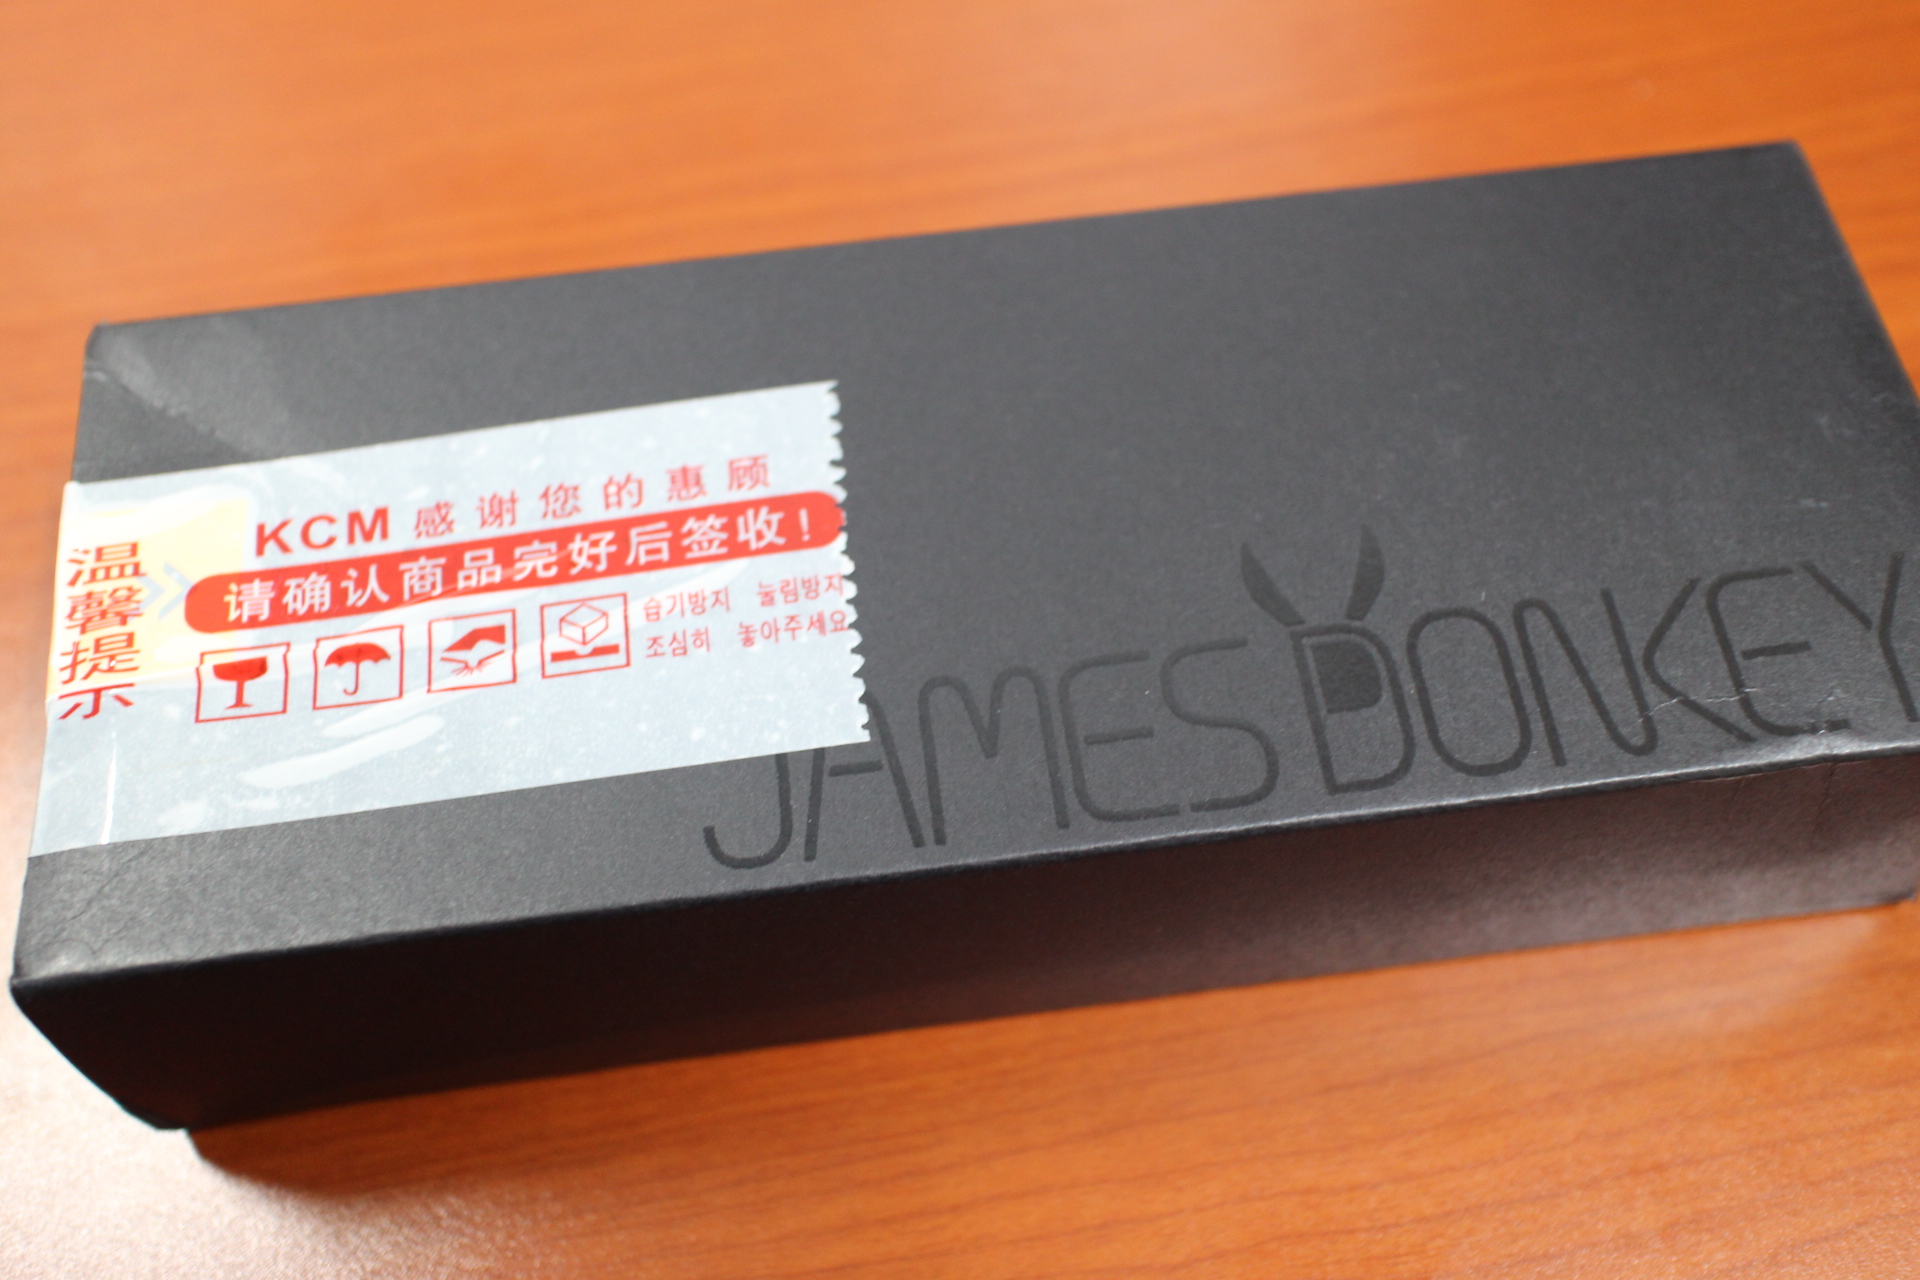 温馨提示
KCM 感谢您的惠顾
请确认商品完好后签收!
습기방지 눌림방지
조심히 놓아주세요
JAMES DONKEY